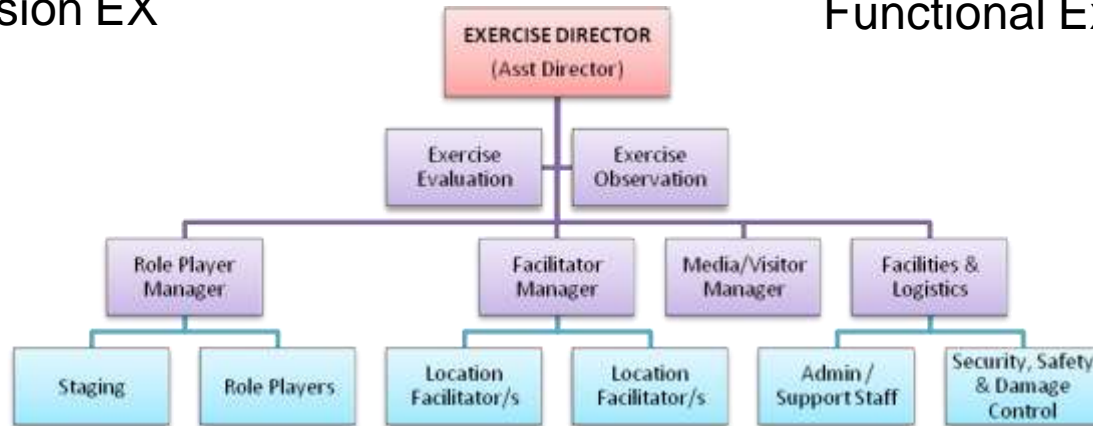 sion EX
Functional Ex
EXERCISE DIRECTOR
(Asst Director)
Exercise
Evaluation
Exercise
Observation
Role Player
Manager
Facilitator
Manager
Media/Visitor
Manager
Facilities &
Logistics
Staging
Role Players
Location
Facilitator/s
Location
Facilitator/s
Admin /
Support Staff
Security, Safety
& Damage
Control